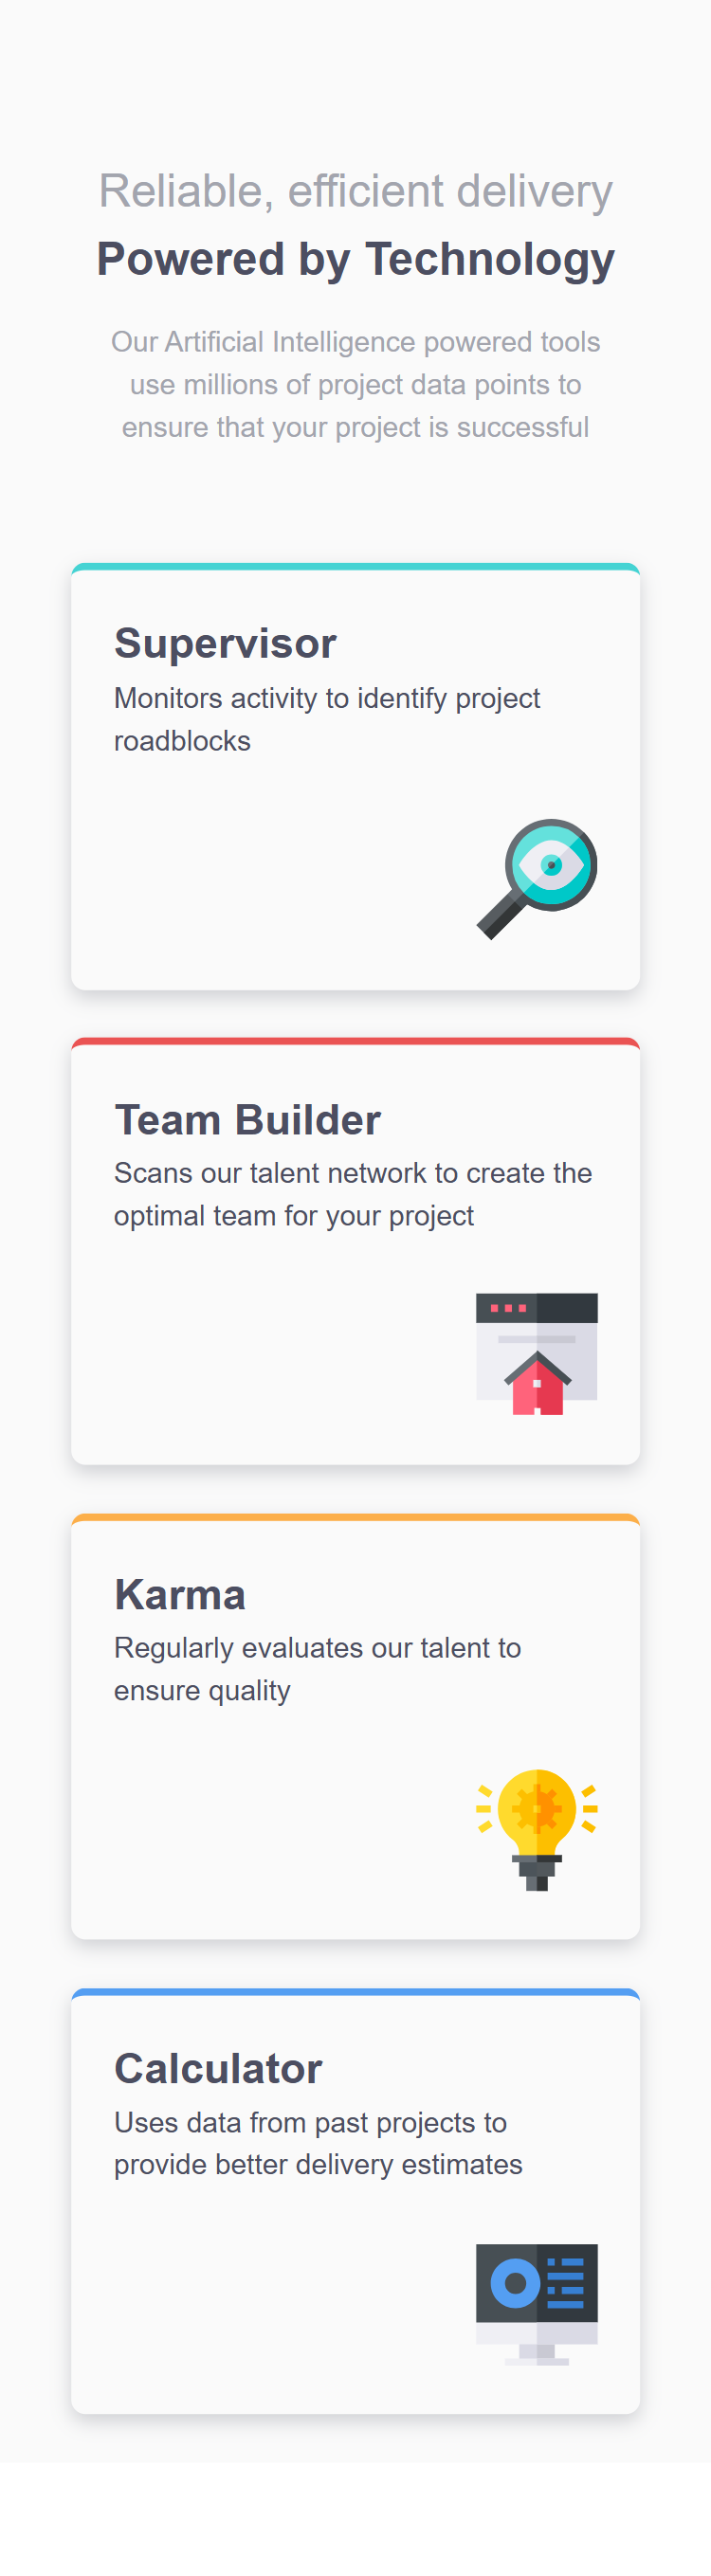 Reliable, efficient delivery
Powered by Technology
Our Artificial Intelligence powered tools
use millions of project data points to
ensure that your project is successful
Supervisor
Monitors activity to identify project
roadblocks
Team Builder
Scans our talent network to create the
optimal team for your project
Karma
Regularly evaluates our talent to
ensure quality
Calculator
Uses data from past projects to
provide better delivery estimates